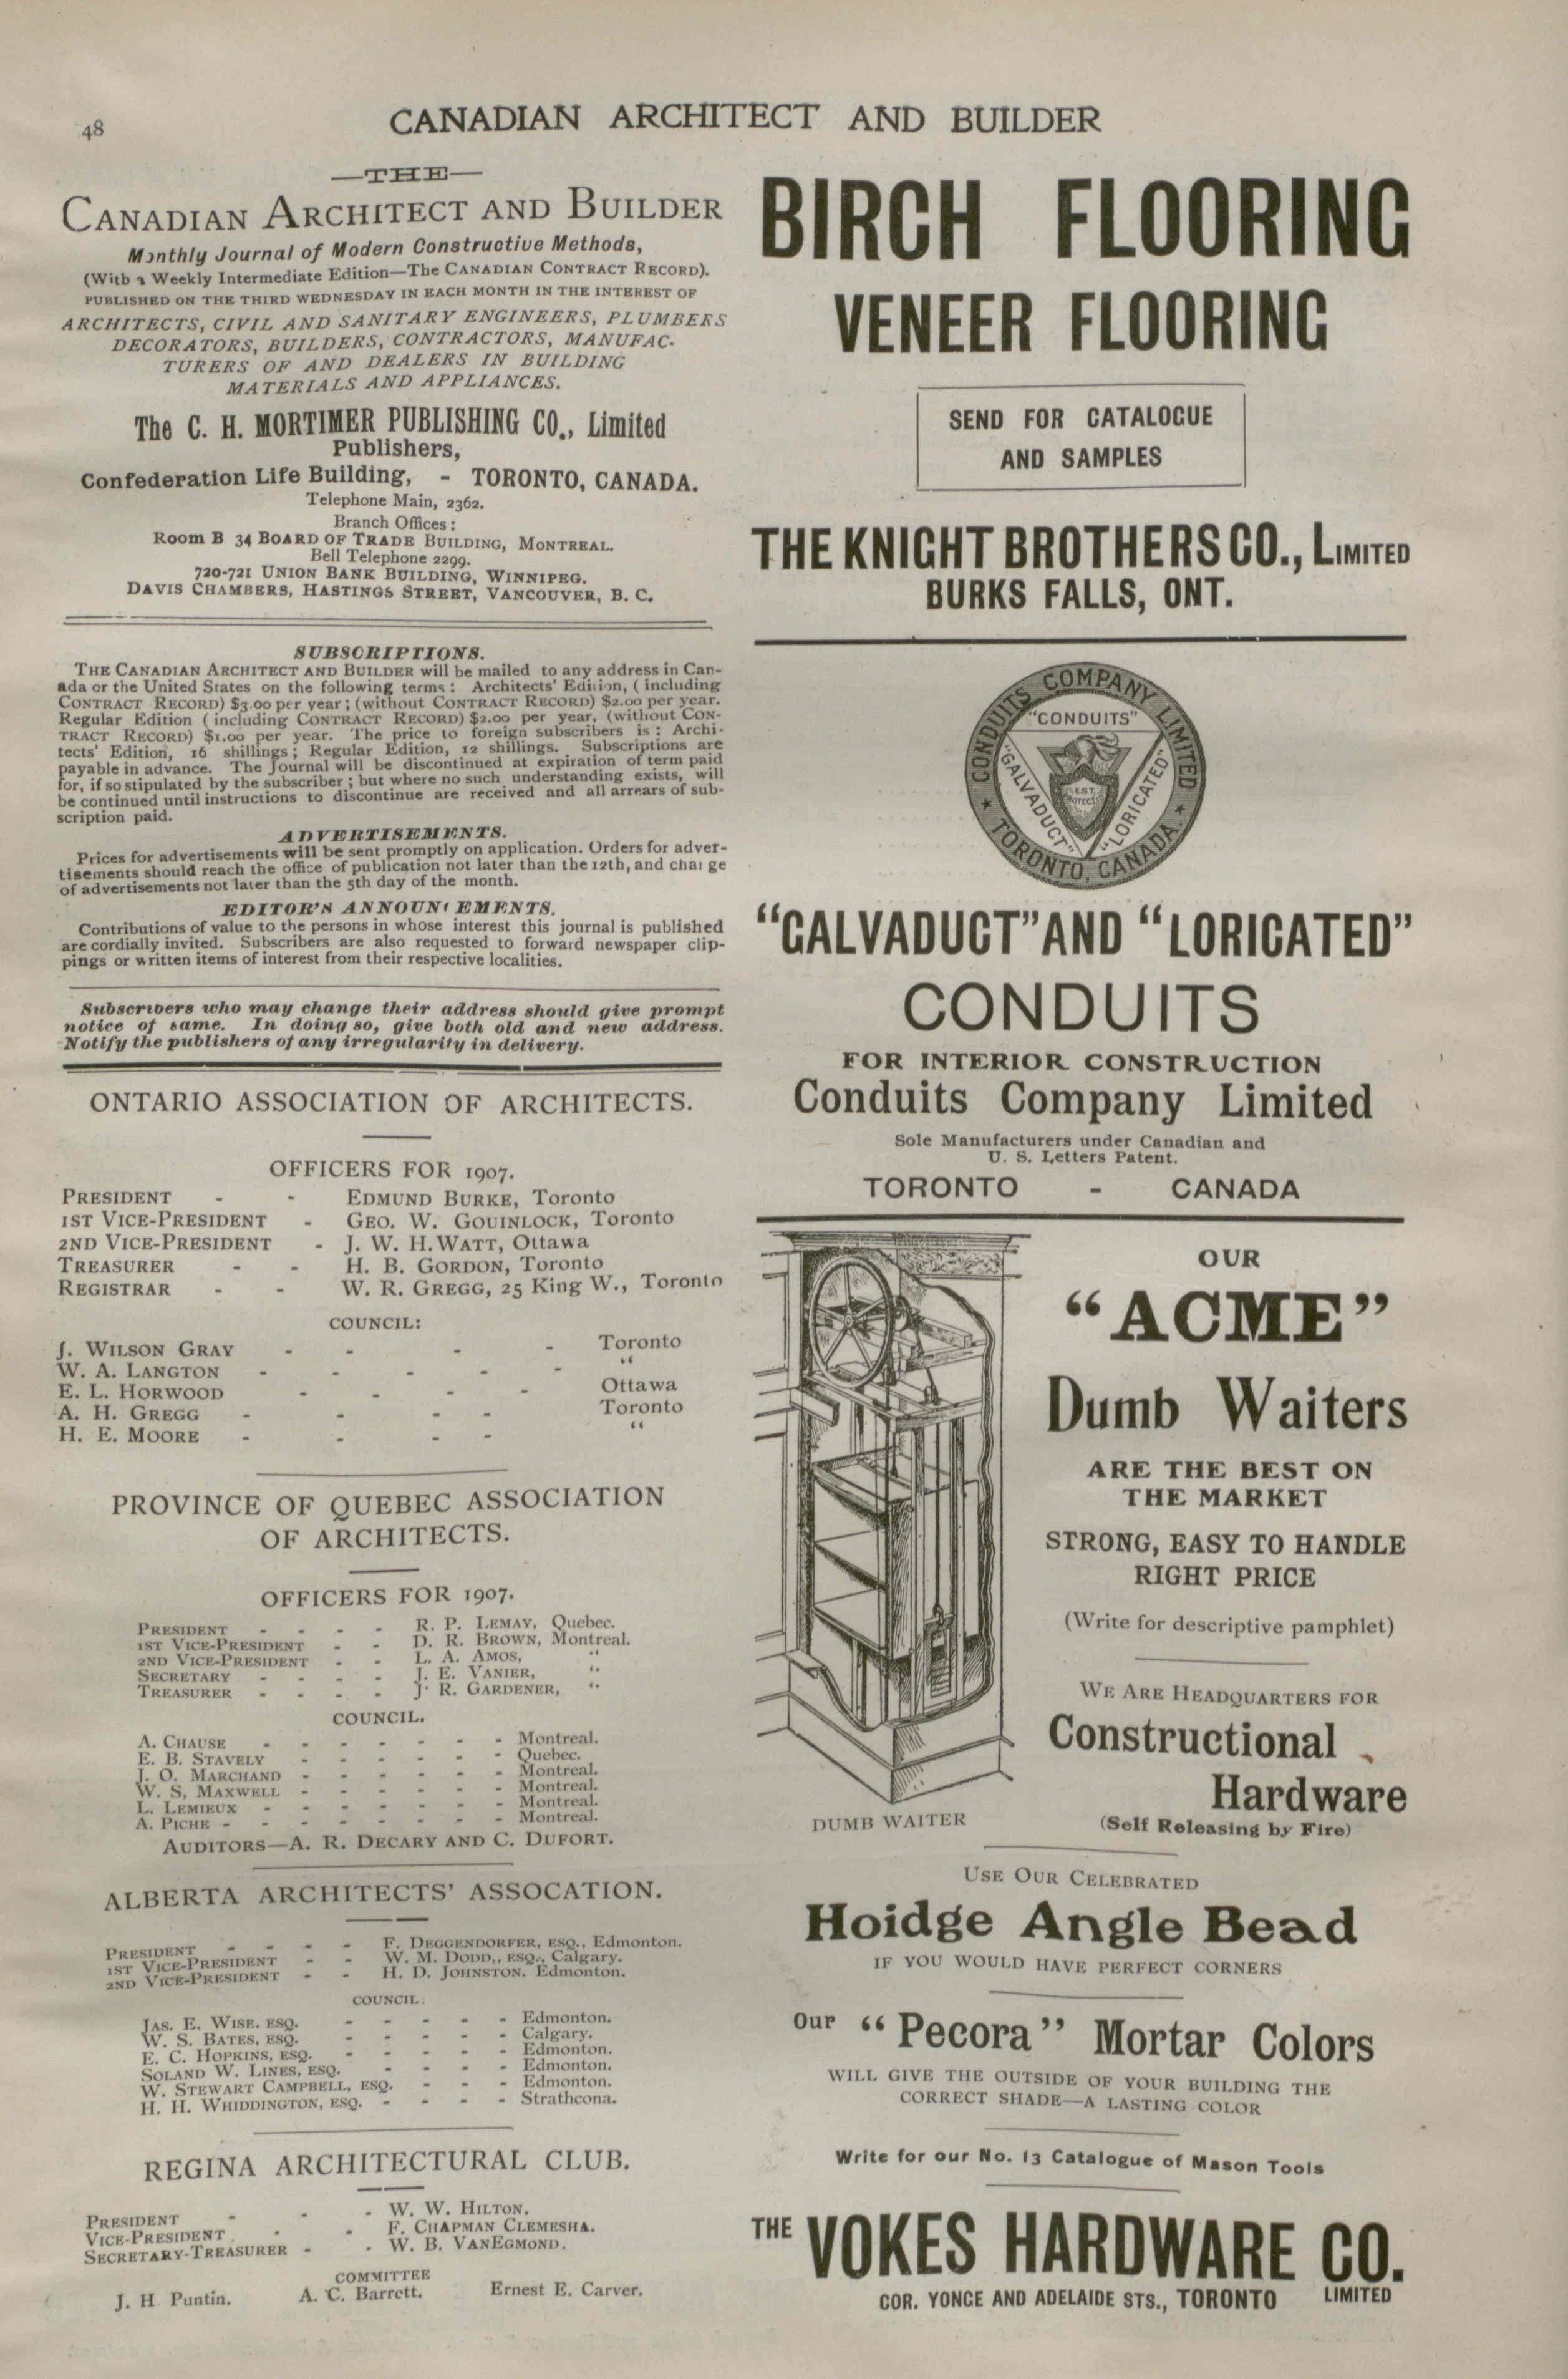 48
CANADIAN ARCHITECT AND BUILDER
—THE—
CANADIAN ARCHITECT AND BUILDER
Monthly Journal of Modern Constructive Methods,
(With a Weekly Intermediate Edition—The CANADIAN CONTRACT RECORD).
PUBLISHED ON THE THIRD WEDNESDAY IN EACH MONTH IN THE INTEREST OF
ARCHITECTS, CIVIL AND SANITARY ENGINEERS, PLUMBERS
DECORATORS, BUILDERS, CONTRACTORS, MANUFAC-
TURERS OF AND DEALERS IN BUILDING
MATERIALS AND APPLIANCES.
The C. H. MORTIMER PUBLISHING CO., Limited
Publishers,
Confederation Life Building, - TORONTO, CANADA.
Telephone Main, 2362.
Branch Offices:
Room B 34 BOARD OF TRADE BUILDING, MONTREAL.
Bell Telephone 2299.
720-721 UNION BANK BUILDING, WINNIPEG.
DAVIS CHAMBERS, HASTINGS STREET, VANCOUVER, B. C.
SUBSCRIPTIONS.
THE CANADIAN ARCHITECT AND BUILDER will be mailed to any address in Can-
ada or the United States on the following terms: Architects' Edition, (including
CONTRACT RECORD) $3.00 per year; (without CONTRACT RECORD) $2.00 per year.
Regular Edition (including CONTRACT RECORD) $2.00 per year, (without CON-
TRACT RECORD) $1.00 per year. The price to foreign subscribers is: Archi-
tects' Edition, 16 shillings; Regular Edition, 12 shillings. Subscriptions are
payable in advance. The Journal will be discontinued at expiration of term paid
for, if so stipulated by the subscriber; but where no such understanding exists, will
be continued until instructions to discontinue are received and all arrears of sub-
scription paid.
ADVERTISEMENTS.
Prices for advertisements will be sent promptly on application. Orders for adver-
tisements should reach the office of publication not later than the 12th, and charge
of advertisements not later than the 5th day of the month.
EDITOR'S ANNOUNCEMENTS.
Contributions of value to the persons in whose interest this journal is published
are cordially invited. Subscribers are also requested to forward newspaper clip-
pings or written items of interest from their respective localities.
Subscribers who may change their address should give prompt
notice of same. In doing so, give both old and new address.
Notify the publishers of any irregularity in delivery.
ONTARIO ASSOCIATION OF ARCHITECTS.
OFFICERS FOR 1907.
PRESIDENT - - EDMUND BURKE, Toronto
1ST VICE-PRESIDENT - GEO. W. GOUINLOCK, Toronto
2ND VICE-PRESIDENT - J. W. H. WATT, Ottawa
TREASURER - - H. B. GORDON, Toronto
REGISTRAR - - W. R. GREGG, 25 King W., Toronto
COUNCIL:
J. WILSON GRAY - - - - Toronto
W. A. LANGTON - - - - - "
E. L. HORWOOD - - - - Ottawa
A. H. GREGG - - - - Toronto
H. E. MOORE - - - - "
PROVINCE OF QUEBEC ASSOCIATION
OF ARCHITECTS.
OFFICERS FOR 1907.
PRESIDENT - - - - R. P. LEMAY, Quebec.
1ST VICE-PRESIDENT - - D. R. BROWN, Montreal.
2ND VICE-PRESIDENT - - L. A. AMOS, "
SECRETARY - - - - J. E. VANIER, "
TREASURER - - - - J. R. GARDENER, "
COUNCIL.
A. CHAUSE - - - - - - - Montreal.
E. B. STAVELY - - - - - - Quebec.
J. O. MARCHAND - - - - - - Montreal.
W. S, MAXWELL - - - - - - Montreal.
L. LEMIEUX - - - - - - - Montreal.
A. PICHE - - - - - - - - Montreal.
AUDITORS—A. R. DECARY AND C. DUFORT.
ALBERTA ARCHITECTS' ASSOCATION.
PRESIDENT - - - - F. DEGGENDORFER, ESQ., Edmonton.
1ST VICE-PRESIDENT - - W. M. DODD,, ESQ., Calgary.
2ND VICE-PRESIDENT - - H. D. JOHNSTON. Edmonton.
COUNCIL.
JAS. E. WISE. ESQ. - - - - - Edmonton.
W. S. BATES, ESQ. - - - - - Calgary.
E. C. HOPKINS, ESQ. - - - - - Edmonton.
SOLAND W. LINES, ESQ. - - - - Edmonton.
W. STEWART CAMPBELL, ESQ. - - - Edmonton.
H. H. WHIDDINGTON, ESQ. - - - - Strathcona.
REGINA ARCHITECTURAL CLUB.
PRESIDENT - - - W. W. HILTON.
VICE-PRESIDENT - - F. CHAPMAN CLEMESHA.
SECRETARY-TREASURER - - W. B. VANEGMOND.
COMMITTEE
J. H Puntin. A. C. Barrett. Ernest E. Carver.
BIRCH FLOORING
VENEER FLOORING
SEND FOR CATALOGUE
AND SAMPLES
THE KNIGHT BROTHERS CO., LIMITED
BURKS FALLS, ONT.
CONDUITS COMPANY LIMITED
"CONDUITS"
"GALVADUCT"
"LORICATED"
EST.
PROTECTIO
★ TORONTO, CANADA. ★
"GALVADUCT" AND "LORICATED"
CONDUITS
FOR INTERIOR CONSTRUCTION
Conduits Company Limited
Sole Manufacturers under Canadian and
U. S. Letters Patent.
TORONTO - CANADA
OUR
"ACME"
Dumb Waiters
ARE THE BEST ON
THE MARKET
STRONG, EASY TO HANDLE
RIGHT PRICE
(Write for descriptive pamphlet)
WE ARE HEADQUARTERS FOR
Constructional
Hardware
(Self Releasing by Fire)
DUMB WAITER
USE OUR CELEBRATED
Hoidge Angle Bead
IF YOU WOULD HAVE PERFECT CORNERS
Our "Pecora" Mortar Colors
WILL GIVE THE OUTSIDE OF YOUR BUILDING THE
CORRECT SHADE—A LASTING COLOR
Write for our No. 13 Catalogue of Mason Tools
THE VOKES HARDWARE CO.
LIMITED
COR. YONGE AND ADELAIDE STS., TORONTO